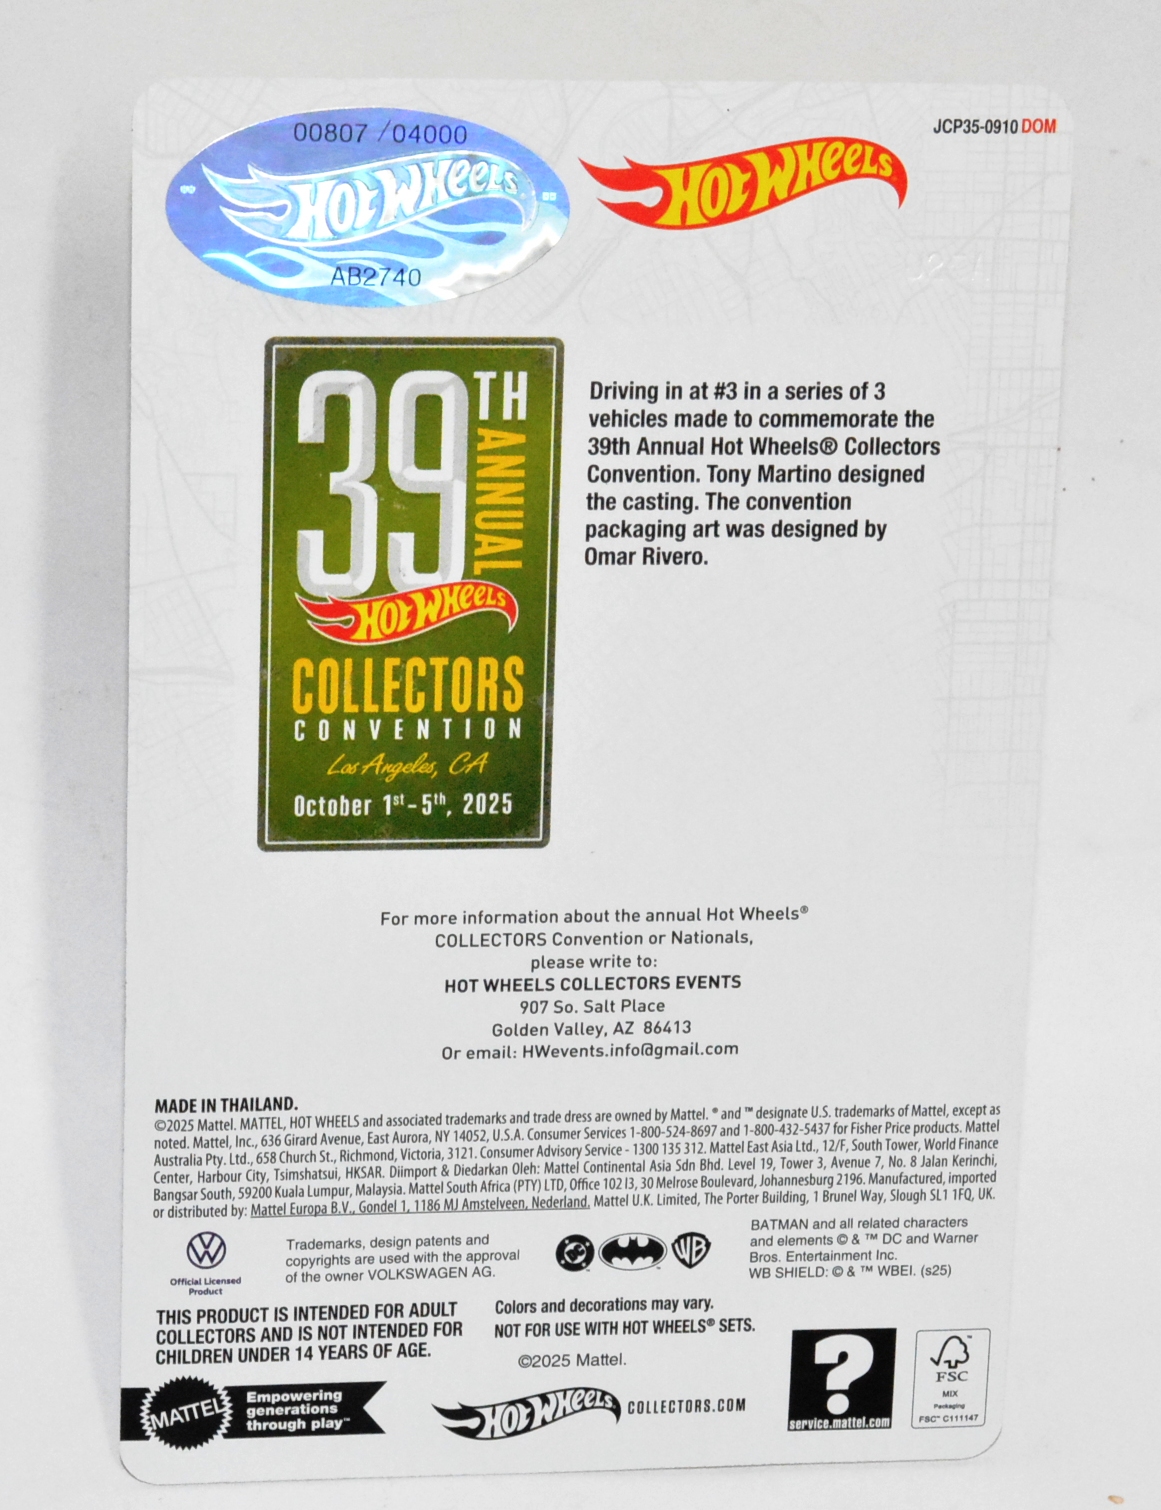 00807 /04000
HOT WHEELS
AB2740
HOT WHEELS
JCP35-0910 DOM
39TH
ANNUAL
HOT WHEELS
COLLECTORS
CONVENTION
Los Angeles, CA
October 1st - 5th, 2025
Driving in at #3 in a series of 3
vehicles made to commemorate the
39th Annual Hot Wheels® Collectors
Convention. Tony Martino designed
the casting. The convention
packaging art was designed by
Omar Rivero.
For more information about the annual Hot Wheels®
COLLECTORS Convention or Nationals,
please write to:
HOT WHEELS COLLECTORS EVENTS
907 So. Salt Place
Golden Valley, AZ 86413
Or email: HWevents.info@gmail.com
MADE IN THAILAND.
©2025 Mattel. MATTEL, HOT WHEELS and associated trademarks and trade dress are owned by Mattel. ® and ™ designate U.S. trademarks of Mattel, except as
noted. Mattel, Inc., 636 Girard Avenue, East Aurora, NY 14052, U.S.A. Consumer Services 1-800-524-8697 and 1-800-432-5437 for Fisher Price products. Mattel
Australia Pty. Ltd., 658 Church St., Richmond, Victoria, 3121. Consumer Advisory Service - 1300 135 312. Mattel East Asia Ltd., 12/F, South Tower, World Finance
Center, Harbour City, Tsimshatsui, HKSAR. Diimport & Diedarkan Oleh: Mattel Continental Asia Sdn Bhd. Level 19, Tower 3, Avenue 7, No. 8 Jalan Kerinchi,
Bangsar South, 59200 Kuala Lumpur, Malaysia. Mattel South Africa (PTY) LTD, Office 102 I3, 30 Melrose Boulevard, Johannesburg 2196. Manufactured, imported
or distributed by: Mattel Europa B.V., Gondel 1, 1186 MJ Amstelveen, Nederland. Mattel U.K. Limited, The Porter Building, 1 Brunel Way, Slough SL1 1FQ, UK.
Official Licensed
Product
Trademarks, design patents and
copyrights are used with the approval
of the owner VOLKSWAGEN AG.
DC
WB
BATMAN and all related characters
and elements © & ™ DC and Warner
Bros. Entertainment Inc.
WB SHIELD: © & ™ WBEI. (s25)
THIS PRODUCT IS INTENDED FOR ADULT
COLLECTORS AND IS NOT INTENDED FOR
CHILDREN UNDER 14 YEARS OF AGE.
Colors and decorations may vary.
NOT FOR USE WITH HOT WHEELS® SETS.
©2025 Mattel.
MATTEL
Empowering
generations
through play™
HOT WHEELS COLLECTORS.COM
?
service.mattel.com
FSC
MIX
Packaging
FSC™ C111147